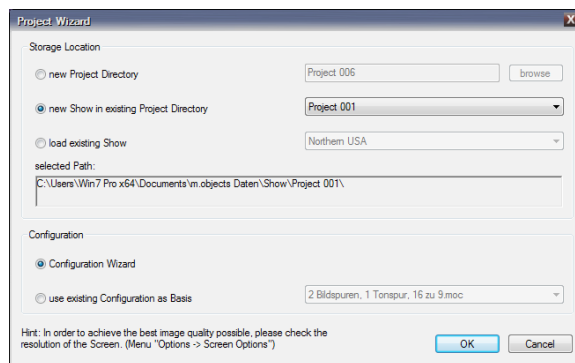 Project Wizard
Storage Location
new Project Directory
Project 006
browse
new Show in existing Project Directory
Project 001
load existing Show
Northern USA
selected Path:
C:\Users\Win7 Pro x64\Documents\m.objects Daten\Show\Project 001\
Configuration
Configuration Wizard
use existing Configuration as Basis
2 Bildspuren, 1 Tonspur, 16 zu 9.moc
Hint: In order to achieve the best image quality possible, please check the
resolution of the Screen. (Menu "Options -> Screen Options")
OK
Cancel